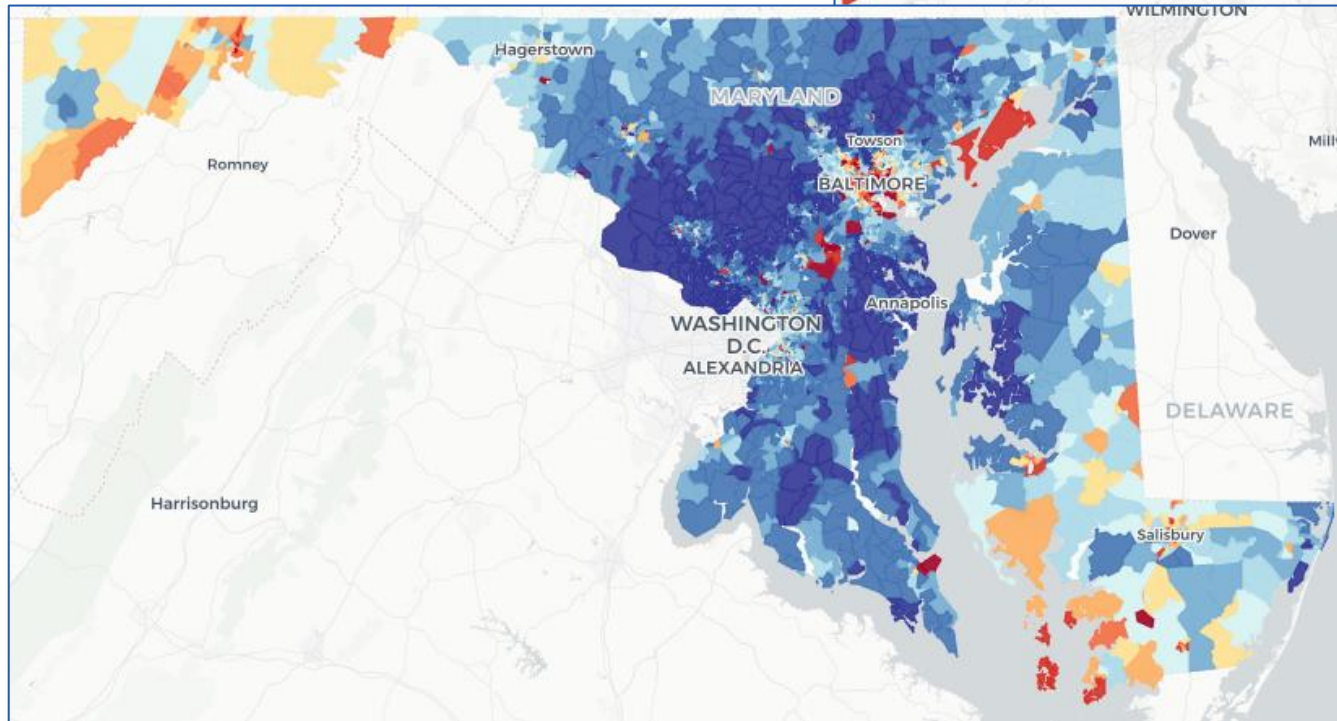 WILMINGTON
Hagerstown
MARYLAND
Towson
Romney
BALTIMORE
Dover
Annapolis
WASHINGTON
D.C.
ALEXANDRIA
DELAWARE
Harrisonburg
Salisbury